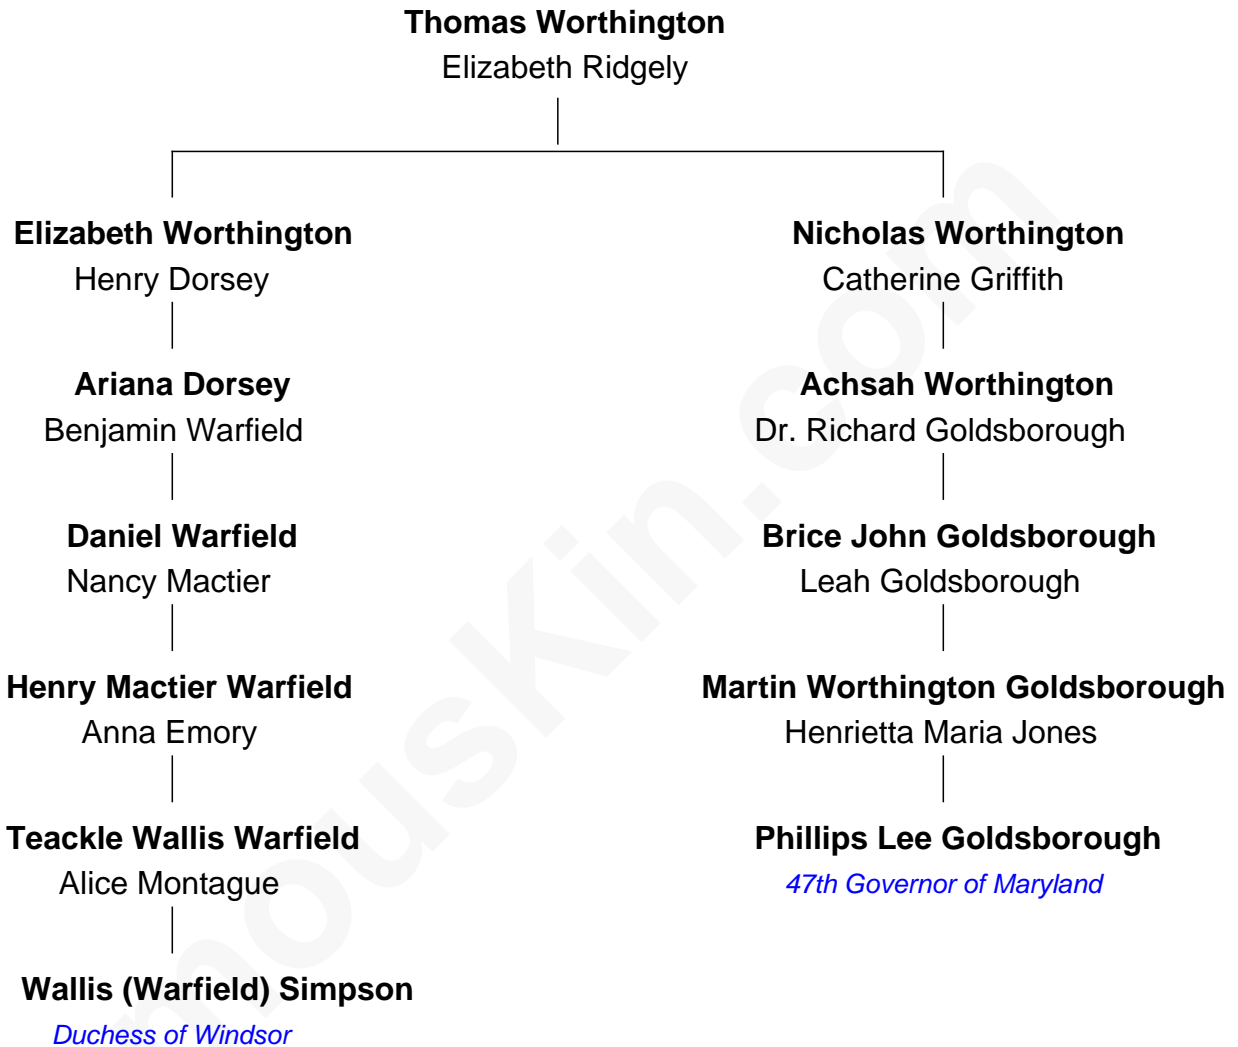 Thomas Worthington
Elizabeth Ridgely
Elizabeth Worthington
Henry Dorsey
Ariana Dorsey
Benjamin Warfield
Daniel Warfield
Nancy Mactier
Henry Mactier Warfield
Anna Emory
Teackle Wallis Warfield
Alice Montague
Wallis (Warfield) Simpson
Duchess of Windsor
Nicholas Worthington
Catherine Griffith
Achsah Worthington
Dr. Richard Goldsborough
Brice John Goldsborough
Leah Goldsborough
Martin Worthington Goldsborough
Henrietta Maria Jones
Phillips Lee Goldsborough
47th Governor of Maryland
mousKin.com